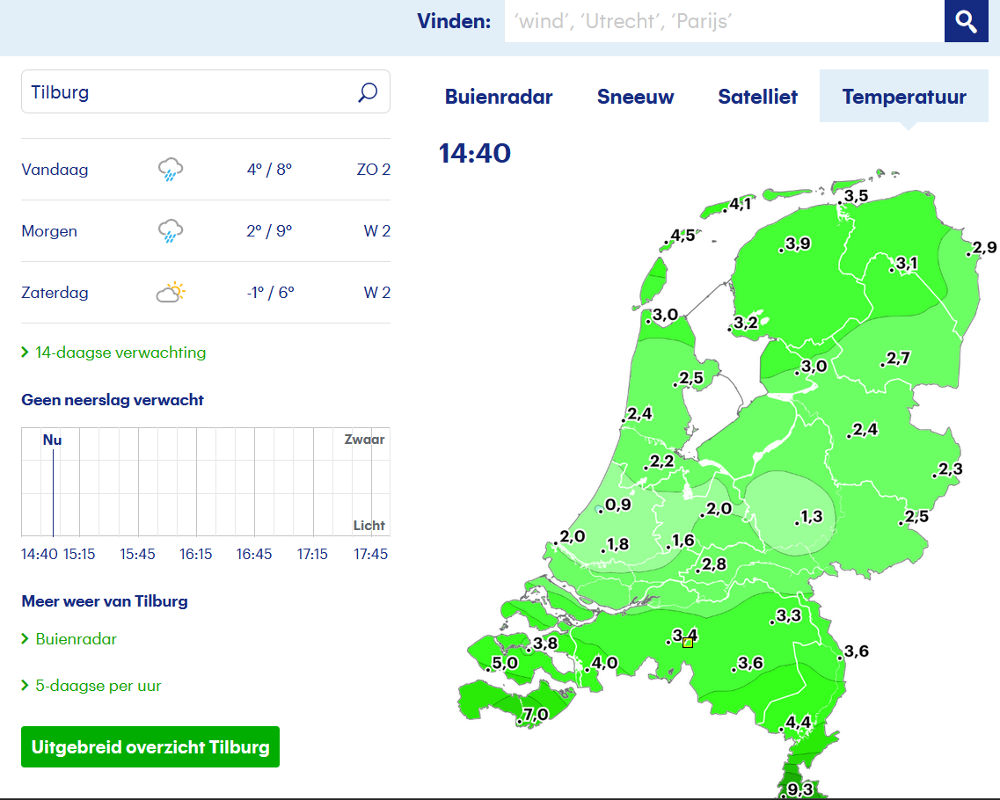 Vinden: ‘wind’, ‘Utrecht’, ‘Parijs’
Tilburg
Buienradar Sneeuw Satelliet Temperatuur
14:40
Vandaag 4° / 8° ZO 2
Morgen 2° / 9° W 2
Zaterdag -1° / 6° W 2
14-daagse verwachting
Geen neerslag verwacht
Nu Zwaar
Licht
14:40 15:15 15:45 16:15 16:45 17:15 17:45
Meer weer van Tilburg
Buienradar
5-daagse per uur
Uitgebreid overzicht Tilburg
3,5
4,1
4,5
3,9
2,9
3,1
3,0
3,2
2,7
3,0
2,5
2,4
2,4
2,2
2,3
0,9
2,0
1,3
2,5
2,0
1,8
1,6
2,8
3,3
3,4
3,8
3,6
5,0
4,0
3,6
7,0
4,4
9,3